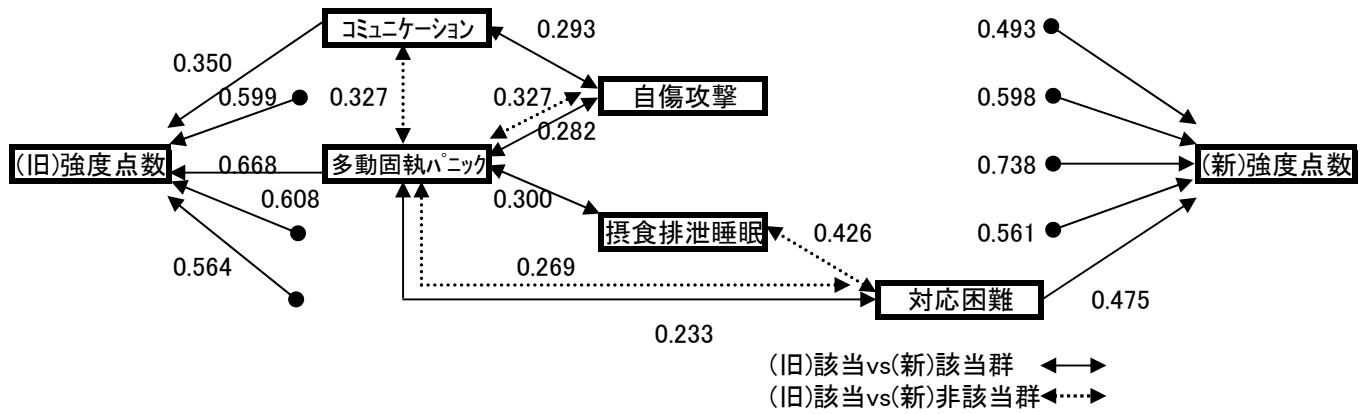 コミュニケーション
0.293
0.493
0.350
0.599
0.327
0.327
自傷攻撃
0.598
0.282
(旧)強度点数
0.668
多動固執パニック
0.738
(新)強度点数
0.608
0.300
摂食排泄睡眠
0.426
0.561
0.564
0.269
対応困難
0.475
0.233
(旧)該当vs(新)該当群
(旧)該当vs(新)非該当群